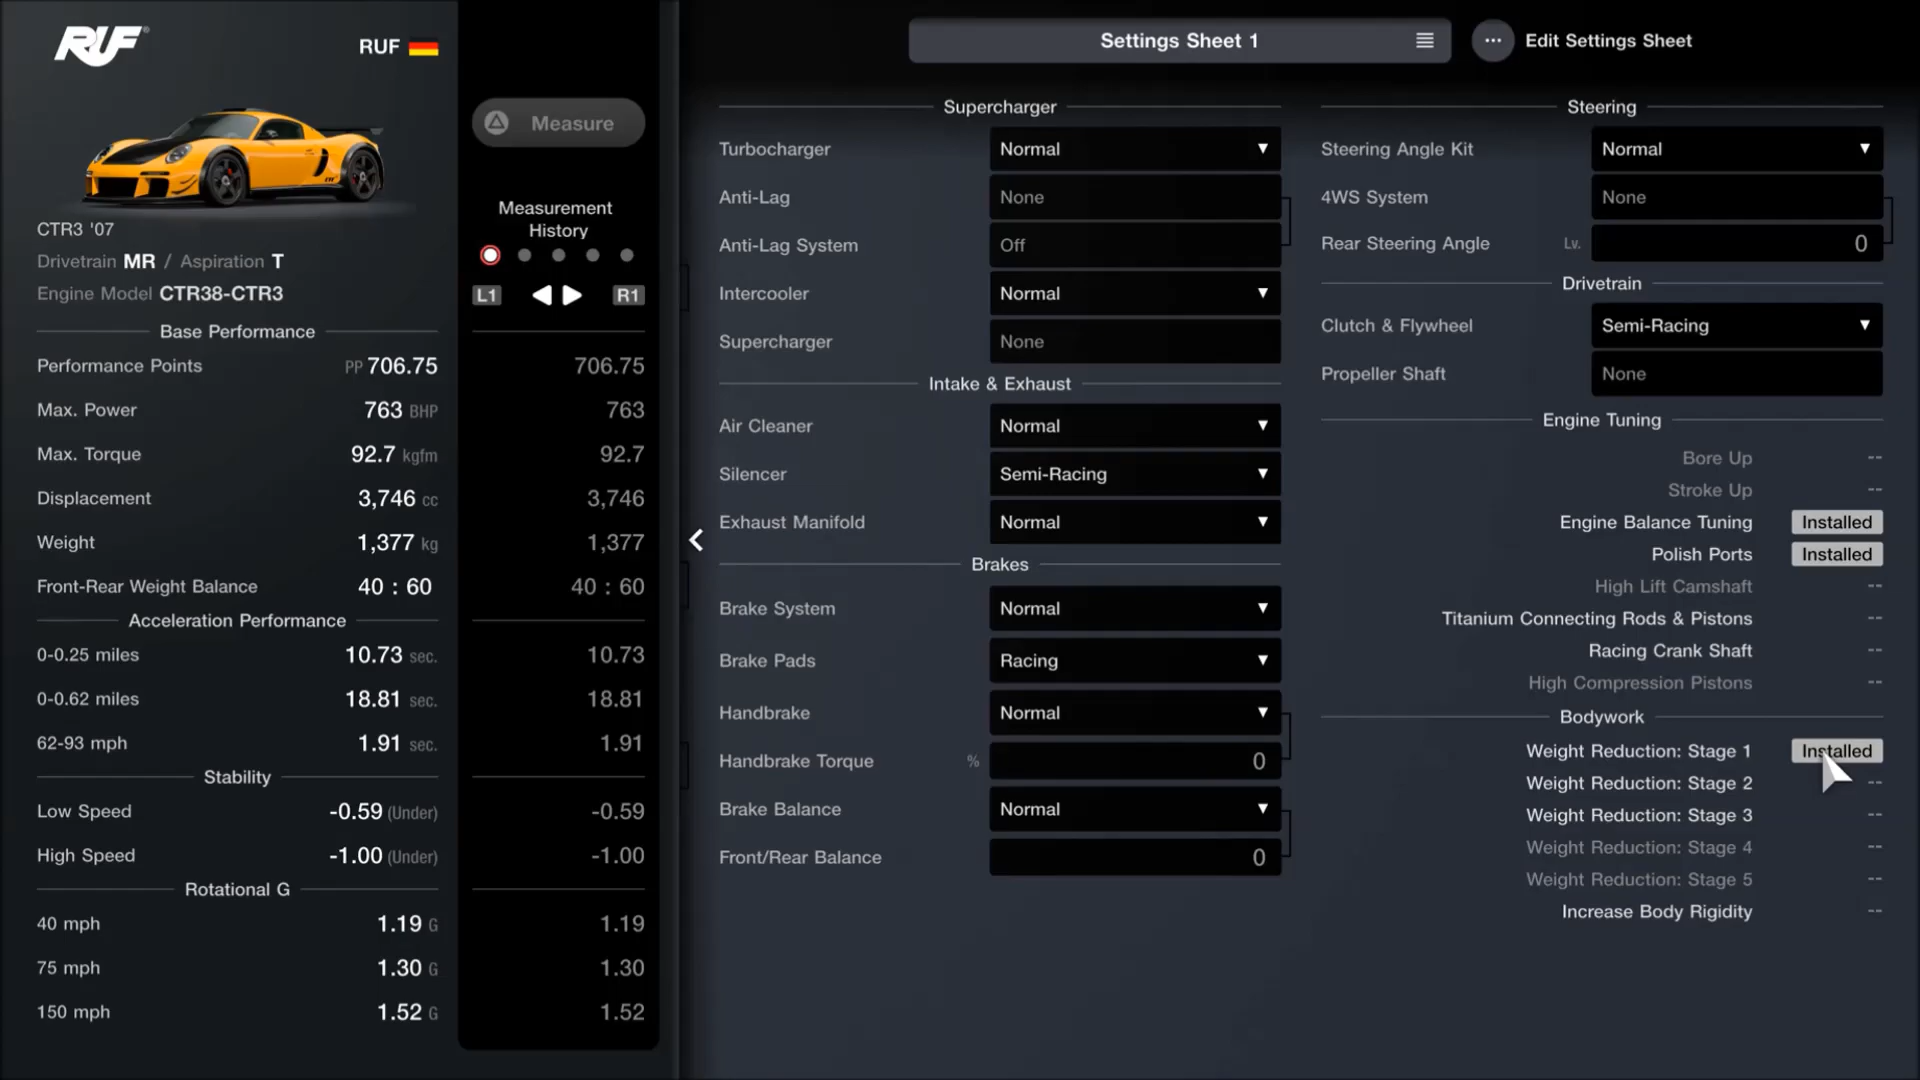 RUF
RUF
CTR3 '07
Drivetrain MR / Aspiration T
Engine Model CTR38-CTR3
Base Performance
Performance Points PP 706.75
Max. Power 763 BHP
Max. Torque 92.7 kgfm
Displacement 3,746 cc
Weight 1,377 kg
Front-Rear Weight Balance 40 : 60
Acceleration Performance
0-0.25 miles 10.73 sec.
0-0.62 miles 18.81 sec.
62-93 mph 1.91 sec.
Stability
Low Speed -0.59 (Under)
High Speed -1.00 (Under)
Rotational G
40 mph 1.19 G
75 mph 1.30 G
150 mph 1.52 G
Measure
Measurement
History
L1 R1
706.75
763
92.7
3,746
1,377
40 : 60
10.73
18.81
1.91
-0.59
-1.00
1.19
1.30
1.52
Settings Sheet 1
Edit Settings Sheet
Supercharger
Turbocharger Normal
Anti-Lag None
Anti-Lag System Off
Intercooler Normal
Supercharger None
Intake & Exhaust
Air Cleaner Normal
Silencer Semi-Racing
Exhaust Manifold Normal
Brakes
Brake System Normal
Brake Pads Racing
Handbrake Normal
Handbrake Torque % 0
Brake Balance Normal
Front/Rear Balance 0
Steering
Steering Angle Kit Normal
4WS System None
Rear Steering Angle Lv. 0
Drivetrain
Clutch & Flywheel Semi-Racing
Propeller Shaft None
Engine Tuning
Bore Up --
Stroke Up --
Engine Balance Tuning Installed
Polish Ports Installed
High Lift Camshaft --
Titanium Connecting Rods & Pistons --
Racing Crank Shaft --
High Compression Pistons --
Bodywork
Weight Reduction: Stage 1 Installed
Weight Reduction: Stage 2 --
Weight Reduction: Stage 3 --
Weight Reduction: Stage 4 --
Weight Reduction: Stage 5 --
Increase Body Rigidity --